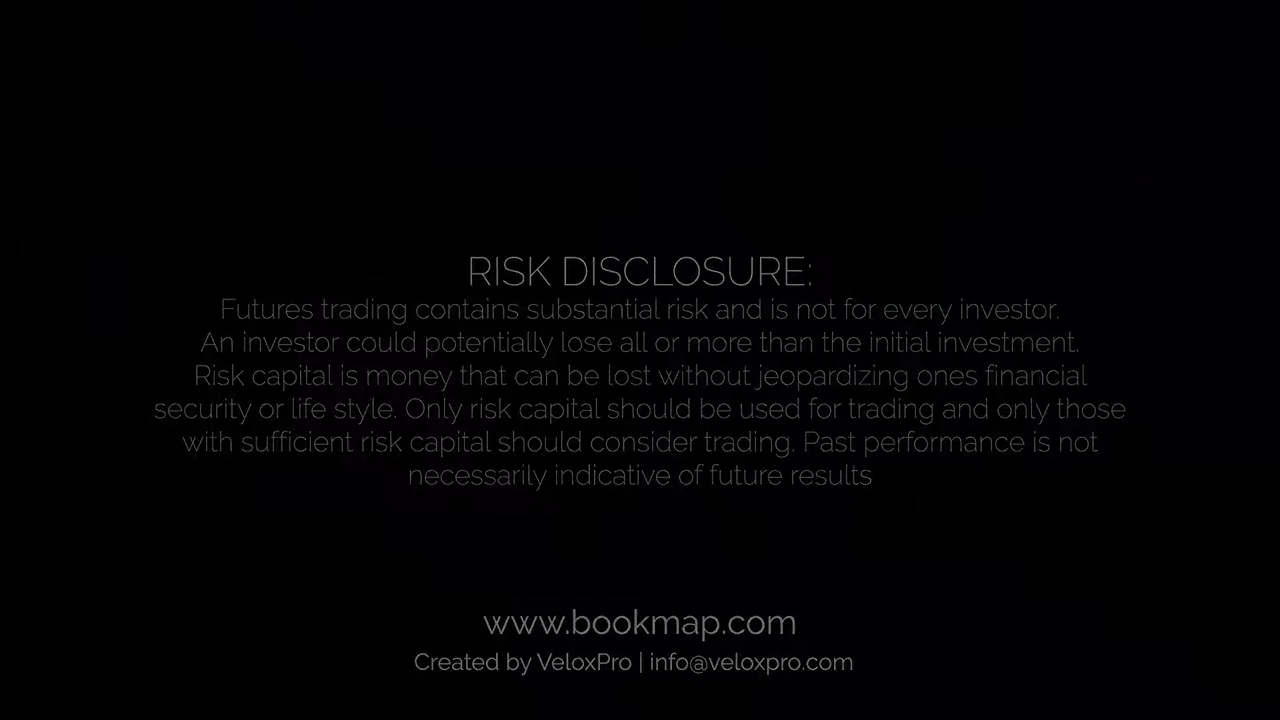 RISK DISCLOSURE:
Futures trading contains substantial risk and is not for every investor.
An investor could potentially lose all or more than the initial investment.
Risk capital is money that can be lost without jeopardizing ones financial
security or life style. Only risk capital should be used for trading and only those
with sufficient risk capital should consider trading. Past performance is not
necessarily indicative of future results
www.bookmap.com
Created by VeloxPro | info@veloxpro.com